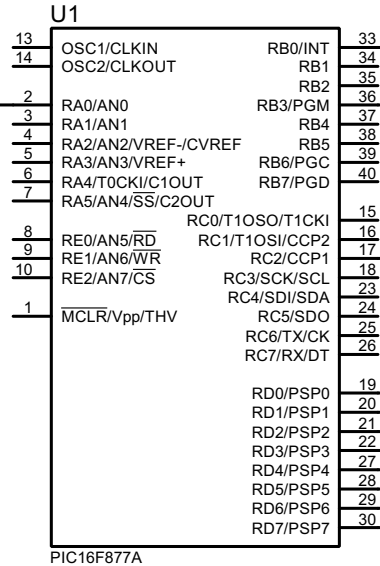 U1
13 OSC1/CLKIN RB0/INT 33
14 OSC2/CLKOUT RB1 34
RB2 35
2 RA0/AN0 RB3/PGM 36
3 RA1/AN1 RB4 37
4 RA2/AN2/VREF-/CVREF RB5 38
5 RA3/AN3/VREF+ RB6/PGC 39
6 RA4/T0CKI/C1OUT RB7/PGD 40
7 RA5/AN4/SS/C2OUT
RC0/T1OSO/T1CKI 15
8 RE0/AN5/RD RC1/T1OSI/CCP2 16
9 RE1/AN6/WR RC2/CCP1 17
10 RE2/AN7/CS RC3/SCK/SCL 18
RC4/SDI/SDA 23
1 MCLR/Vpp/THV RC5/SDO 24
RC6/TX/CK 25
RC7/RX/DT 26
RD0/PSP0 19
RD1/PSP1 20
RD2/PSP2 21
RD3/PSP3 22
RD4/PSP4 27
RD5/PSP5 28
RD6/PSP6 29
RD7/PSP7 30
PIC16F877A